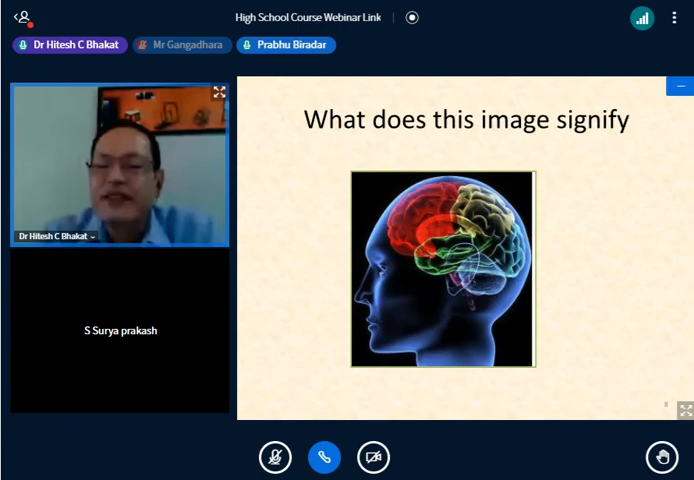 High School Course Webinar Link
Dr Hitesh C Bhakat
Mr Gangadhara
Prabhu Biradar
Dr Hitesh C Bhakat
S Surya prakash
What does this image signify
8